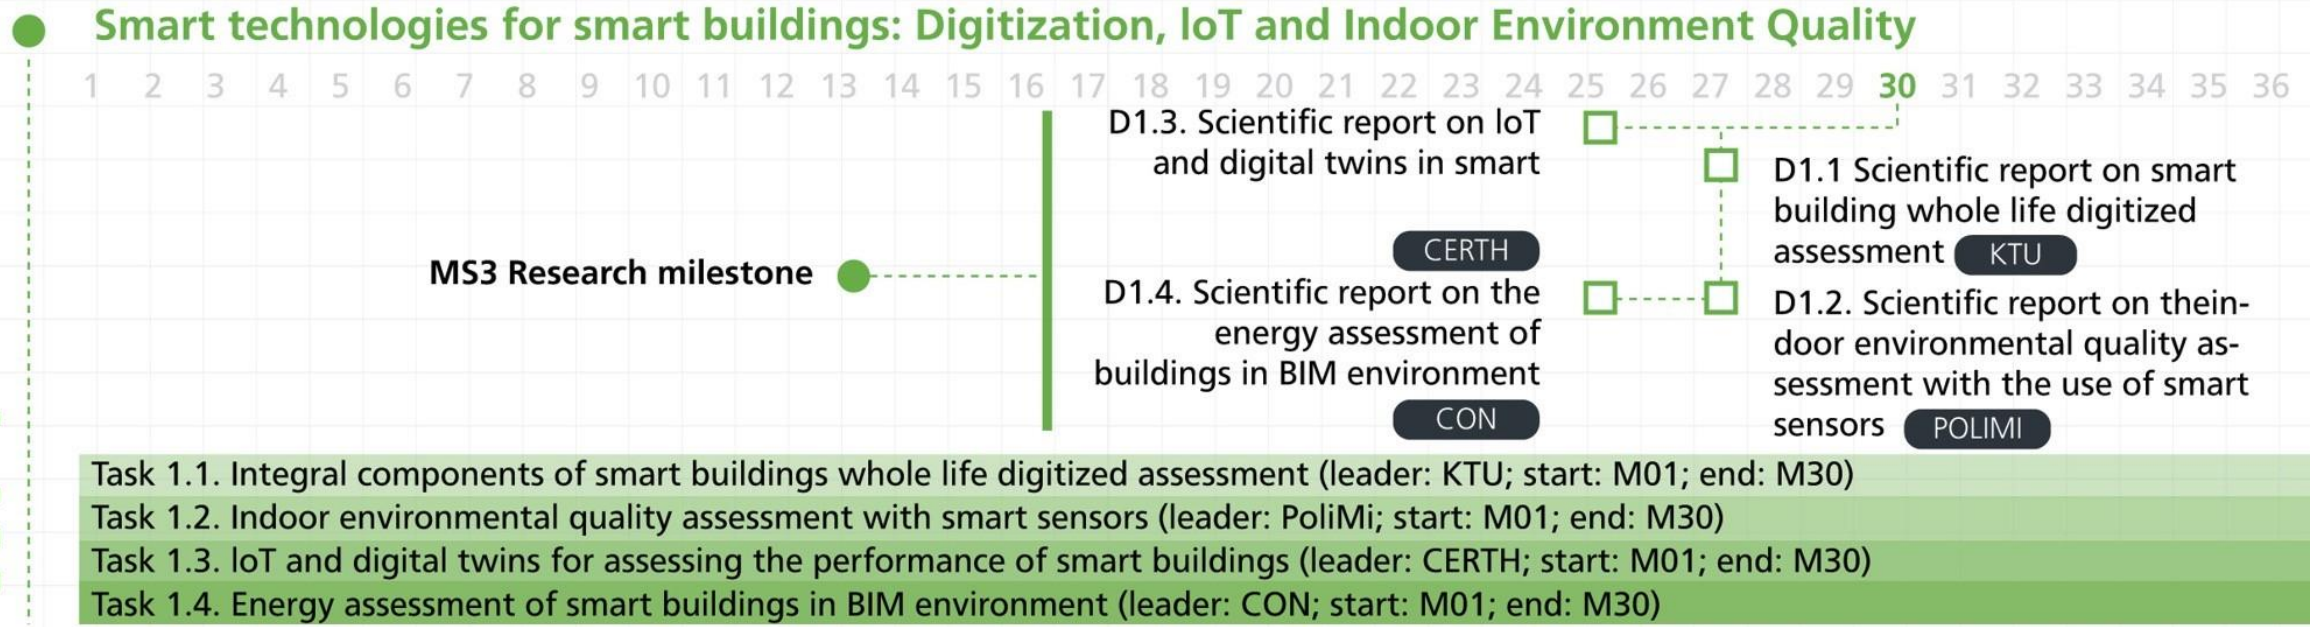 Smart technologies for smart buildings: Digitization, loT and Indoor Environment Quality
1 2 3 4 5 6 7 8 9 10 11 12 13 14 15 16 17 18 19 20 21 22 23 24 25 26 27 28 29 30 31 32 33 34 35 36
MS3 Research milestone
D1.3. Scientific report on loT
and digital twins in smart
CERTH
D1.4. Scientific report on the
energy assessment of
buildings in BIM environment
CON
D1.1 Scientific report on smart
building whole life digitized
assessment KTU
D1.2. Scientific report on thein-
door environmental quality as-
sessment with the use of smart
sensors POLIMI
Task 1.1. Integral components of smart buildings whole life digitized assessment (leader: KTU; start: M01; end: M30)
Task 1.2. Indoor environmental quality assessment with smart sensors (leader: PoliMi; start: M01; end: M30)
Task 1.3. loT and digital twins for assessing the performance of smart buildings (leader: CERTH; start: M01; end: M30)
Task 1.4. Energy assessment of smart buildings in BIM environment (leader: CON; start: M01; end: M30)